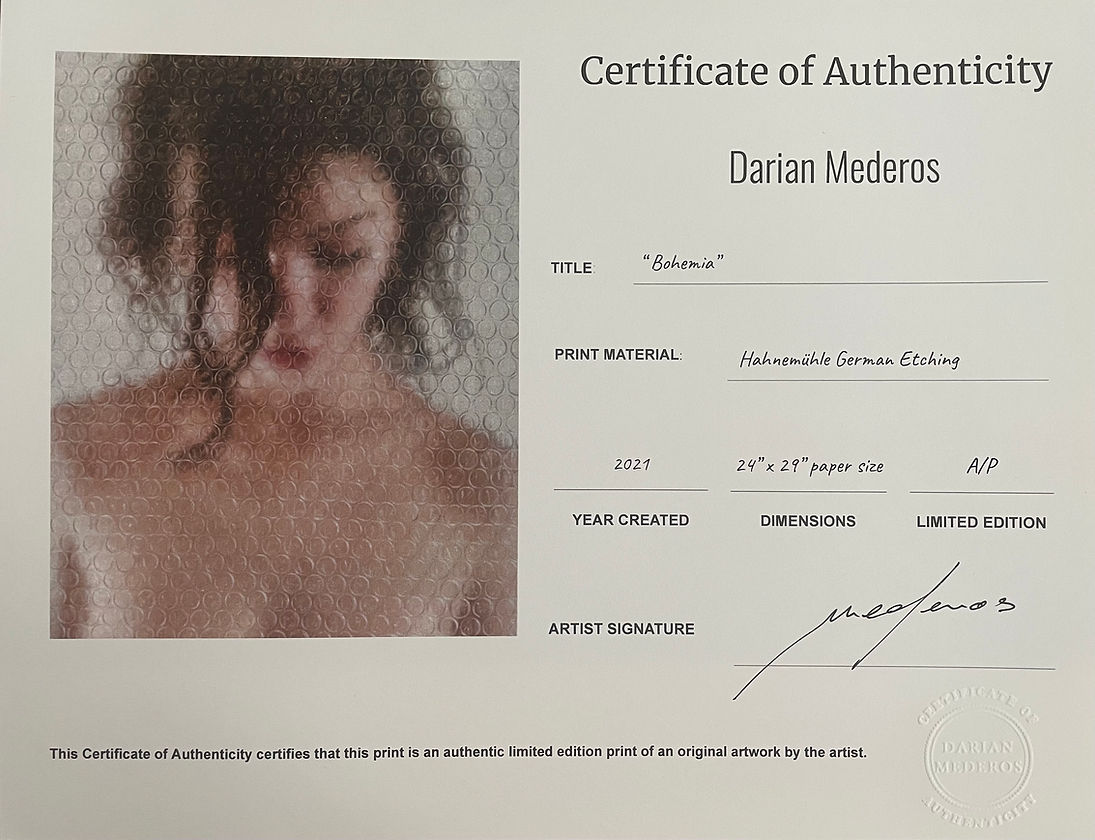 Certificate of Authenticity
Darian Mederos
TITLE: “Bohemia”
PRINT MATERIAL: Hahnemühle German Etching
2021 24”x 29” paper size A/P
YEAR CREATED DIMENSIONS LIMITED EDITION
ARTIST SIGNATURE Mederos
CERTIFICATE OF
DARIAN
MEDEROS
AUTHENTICITY
This Certificate of Authenticity certifies that this print is an authentic limited edition print of an original artwork by the artist.